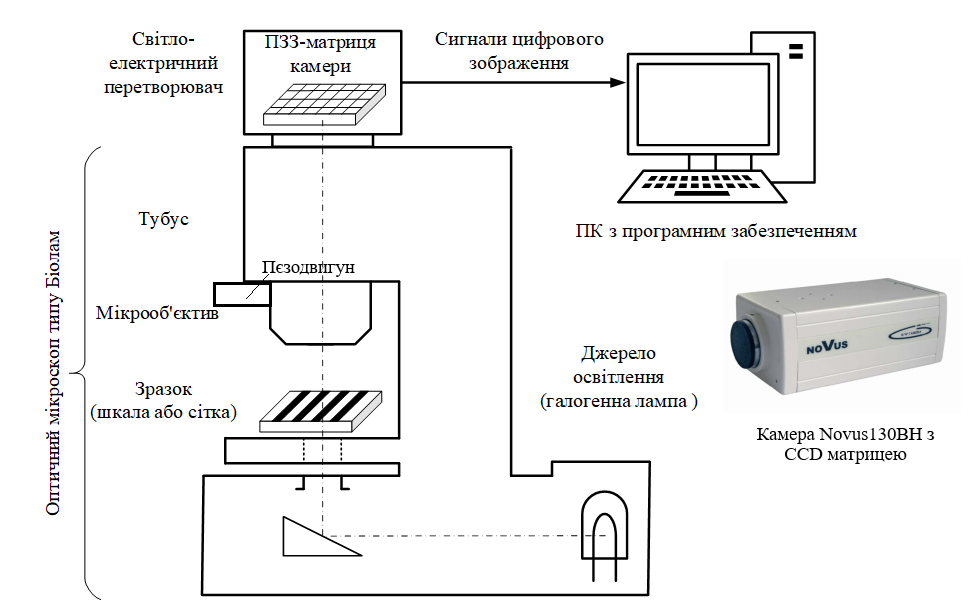 Світло-
електричний
перетворювач
ПЗЗ-матриця
камери
Сигнали цифрового
зображення
ПК з програмним забезпеченням
Оптичний мікроскоп типу Біолам
Тубус
Пєзодвигун
Мікрооб'єктив
Зразок
(шкала або сітка)
Джерело
освітлення
(галогенна лампа )
NOVUS
Камера Novus130BH з
CCD матрицею